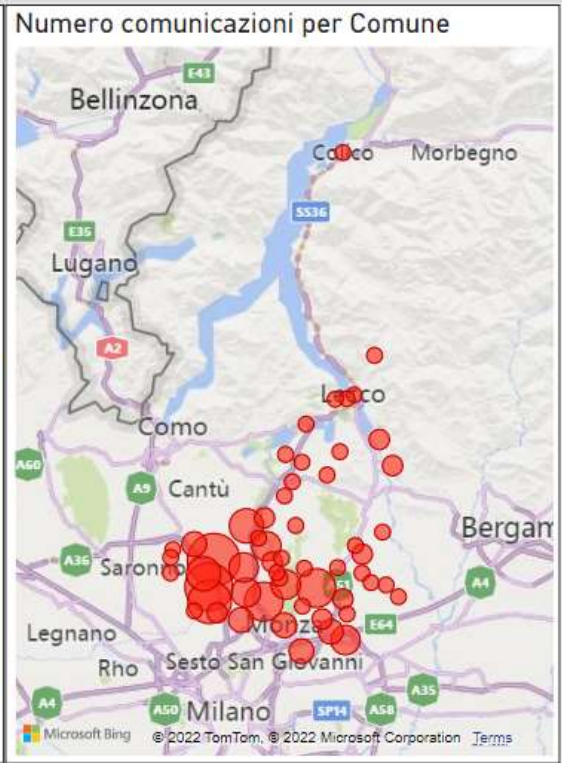 Numero comunicazioni per Comune
E43
Bellinzona
Colico
Morbegno
SS36
E35
Lugano
A2
Lecco
Como
A60
A9
Cantù
Bergam
A36
Saronno
A4
Legnano
Monza
E64
Rho
Sesto San Giovanni
A35
A4
A50
Milano
SP14
A58
Microsoft Bing
© 2022 TomTom, © 2022 Microsoft Corporation Terms